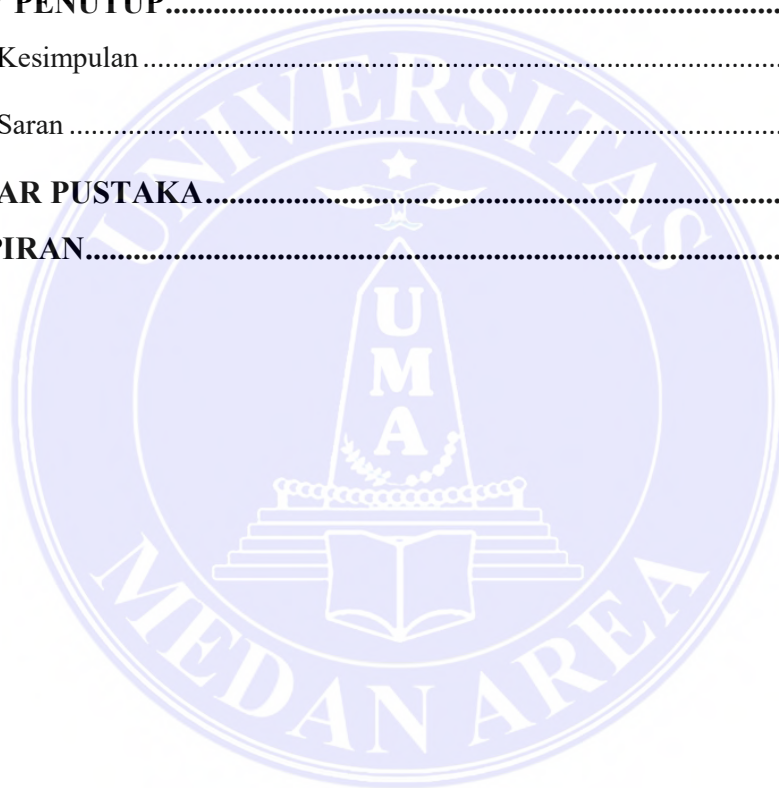 PENUTUP
Kesimpulan
Saran
AR PUSTAKA
PIRAN
UNIVERSITAS
UMA
MEDAN AREA